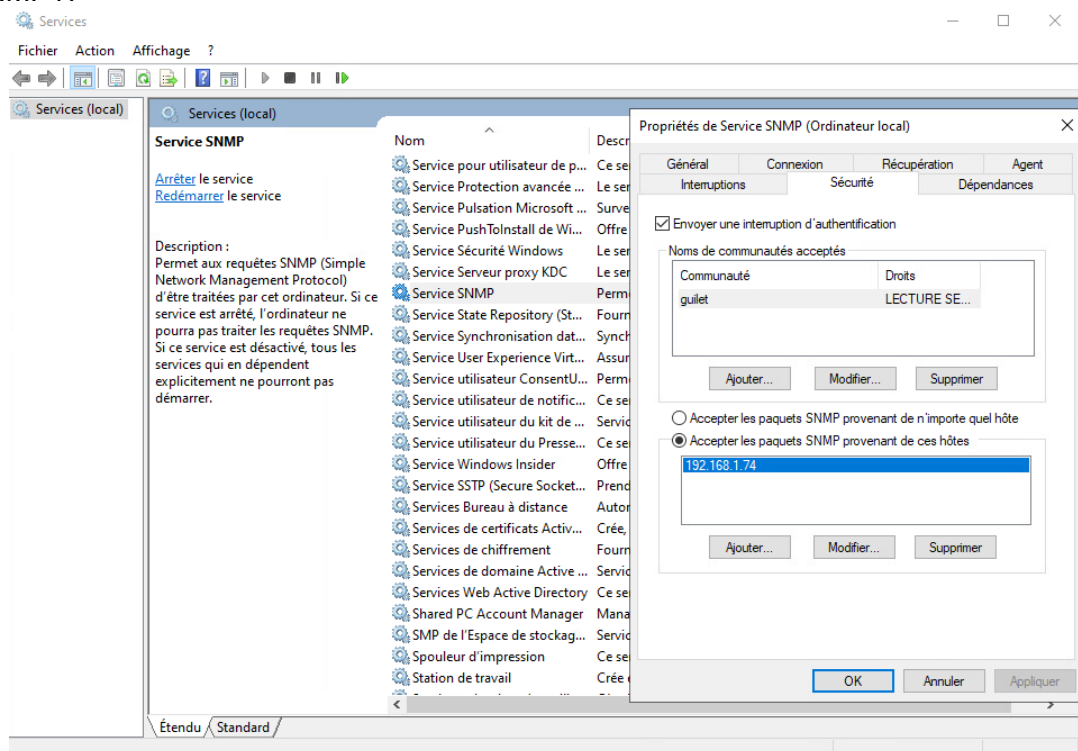 Services
Fichier Action Affichage ?
Services (local)
Services (local)
Service SNMP
Arrêter le service
Redémarrer le service
Description :
Permet aux requêtes SNMP (Simple
Network Management Protocol)
d'être traitées par cet ordinateur. Si ce
service est arrêté, l'ordinateur ne
pourra pas traiter les requêtes SNMP.
Si ce service est désactivé, tous les
services qui en dépendent
explicitement ne pourront pas
démarrer.
Nom Descr
Service pour utilisateur de p... Ce se
Service Protection avancée ... Le ser
Service Pulsation Microsoft ... Surve
Service PushToInstall de Wi... Offre
Service Sécurité Windows Le ser
Service Serveur proxy KDC Le ser
Service SNMP Perm
Service State Repository (St... Fourn
Service Synchronisation dat... Synch
Service User Experience Virt... Assur
Service utilisateur ConsentU... Perm
Service utilisateur de notific... Ce se
Service utilisateur du kit de ... Servic
Service utilisateur du Presse... Ce se
Service Windows Insider Offre
Service SSTP (Secure Socket... Prend
Services Bureau à distance Autor
Services de certificats Activ... Crée,
Services de chiffrement Fourn
Services de domaine Active ... Servic
Services Web Active Directory Ce se
Shared PC Account Manager Mana
SMP de l'Espace de stockag... Servic
Spouleur d'impression Ce se
Station de travail Crée
Étendu Standard
Propriétés de Service SNMP (Ordinateur local)
Général Connexion Récupération Agent
Interruptions Sécurité Dépendances
Envoyer une interruption d'authentification
Noms de communautés acceptés
Communauté Droits
guilet LECTURE SE...
Ajouter... Modifier... Supprimer
Accepter les paquets SNMP provenant de n'importe quel hôte
Accepter les paquets SNMP provenant de ces hôtes
192.168.1.74
Ajouter... Modifier... Supprimer
OK Annuler Appliquer